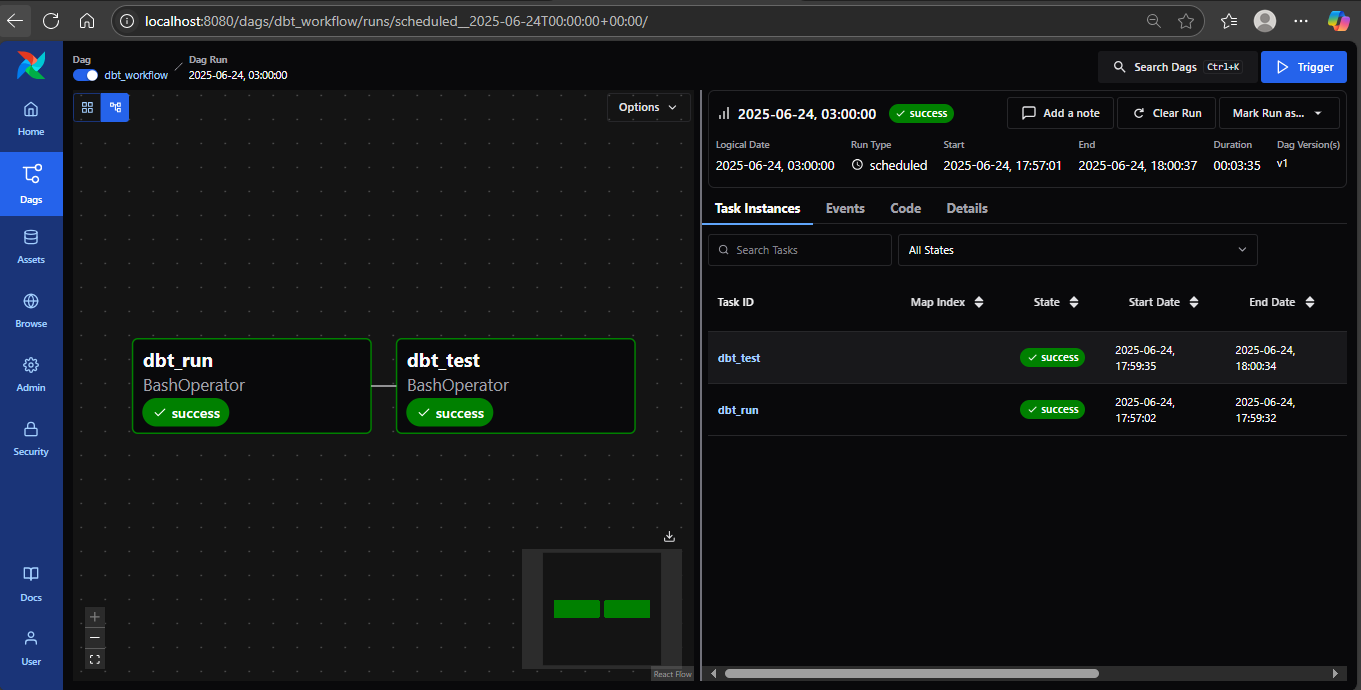 localhost:8080/dags/dbt_workflow/runs/scheduled__2025-06-24T00:00:00+00:00/
Home
Dags
Assets
Browse
Admin
Security
Docs
User
Dag
dbt_workflow
Dag Run
2025-06-24, 03:00:00
Search Dags Ctrl+K
Trigger
Options
dbt_run
BashOperator
success
dbt_test
BashOperator
success
React Flow
2025-06-24, 03:00:00 success
Add a note
Clear Run
Mark Run as...
Logical Date Run Type Start End Duration Dag Version(s)
2025-06-24, 03:00:00 scheduled 2025-06-24, 17:57:01 2025-06-24, 18:00:37 00:03:35 v1
Task Instances Events Code Details
Search Tasks
All States
Task ID Map Index State Start Date End Date
dbt_test success 2025-06-24, 17:59:35 2025-06-24, 18:00:34
dbt_run success 2025-06-24, 17:57:02 2025-06-24, 17:59:32